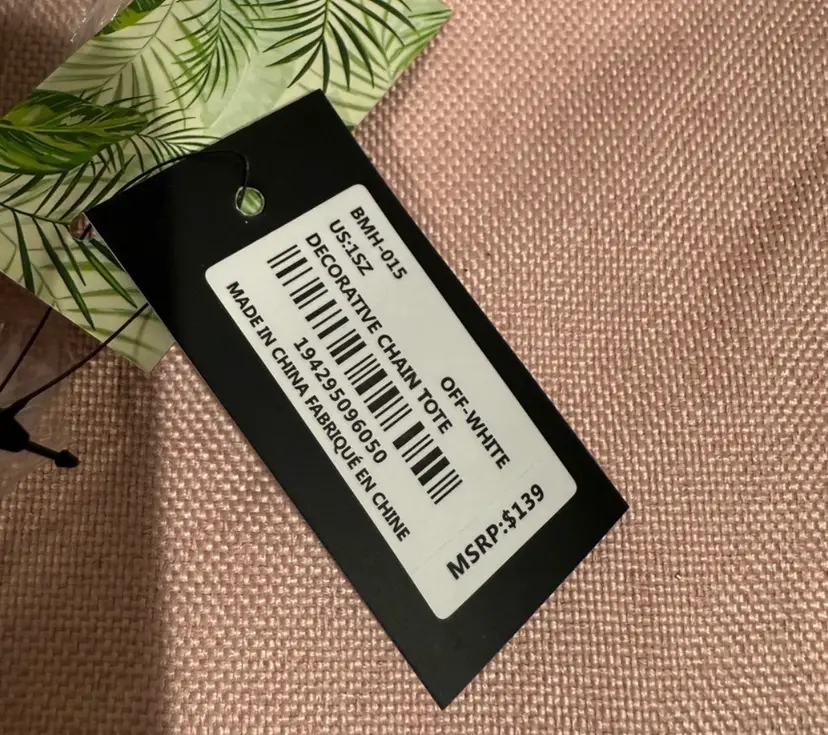 BMH-015
OFF-WHITE
US:1SZ
DECORATIVE CHAIN TOTE
194295096050
MADE IN CHINA FABRIQUÉ EN CHINE
MSRP:$139